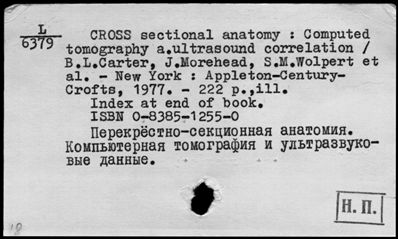 L
6379
CROSS sectional anatomy : Computed
tomography a.ultrasound correlation /
B.L.Carter, J.Morehead, S.M.Wolpert et
al. - New York : Appleton-Century-
Crofts, 1977. - 222 p.,ill.
Index at end of book.
ISBN 0-8385-1255-0
Перекрёстно-секционная анатомия.
Компьютерная томография и ультразвуко-
вые данные.
Н. П.